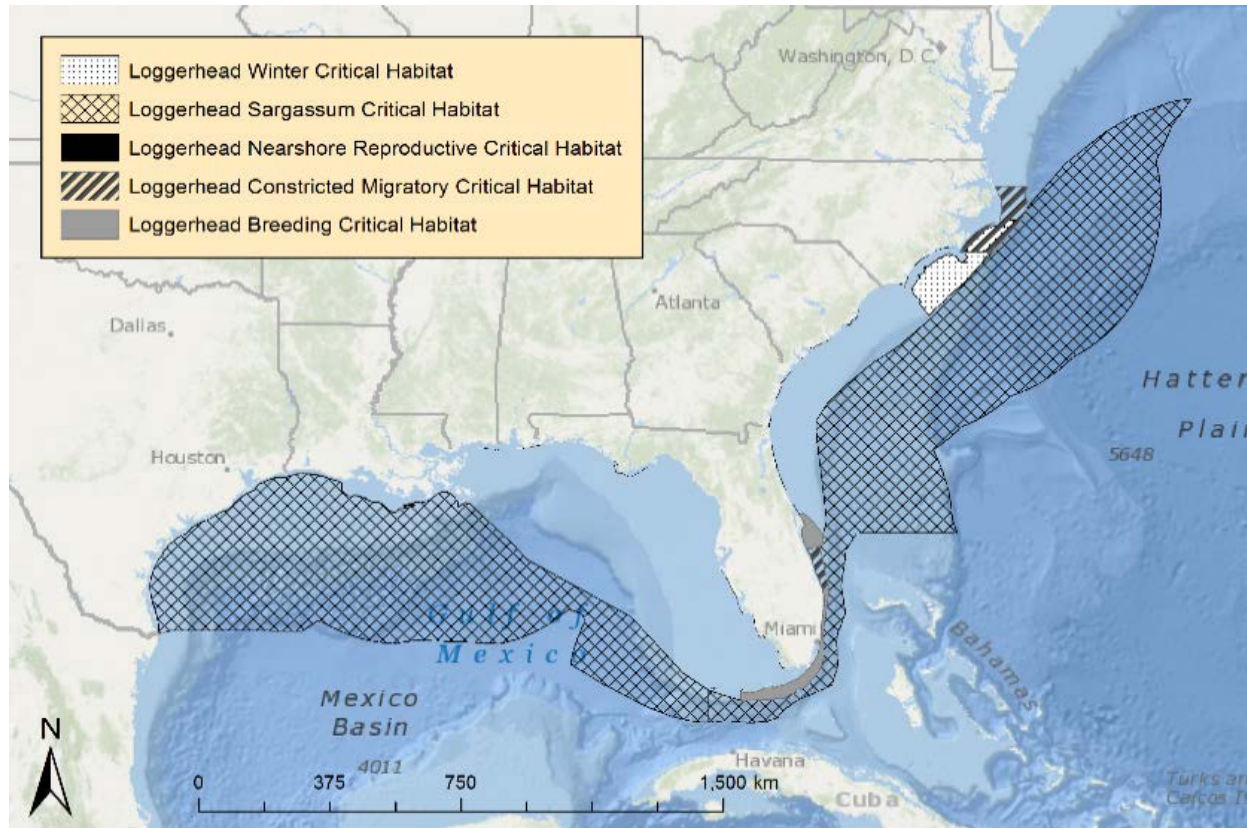 Washington, D.C.
Loggerhead Winter Critical Habitat
Loggerhead Sargassum Critical Habitat
Loggerhead Nearshore Reproductive Critical Habitat
Loggerhead Constricted Migratory Critical Habitat
Loggerhead Breeding Critical Habitat
Atlanta
Dallas
Hatter
Plain
5648
Houston
Gulf of
Mexico
Miami
Bahamas
Mexico
Basin
4011
N
0 375 750 1,500 km
Havana
Cuba
Turks an
Caicos I